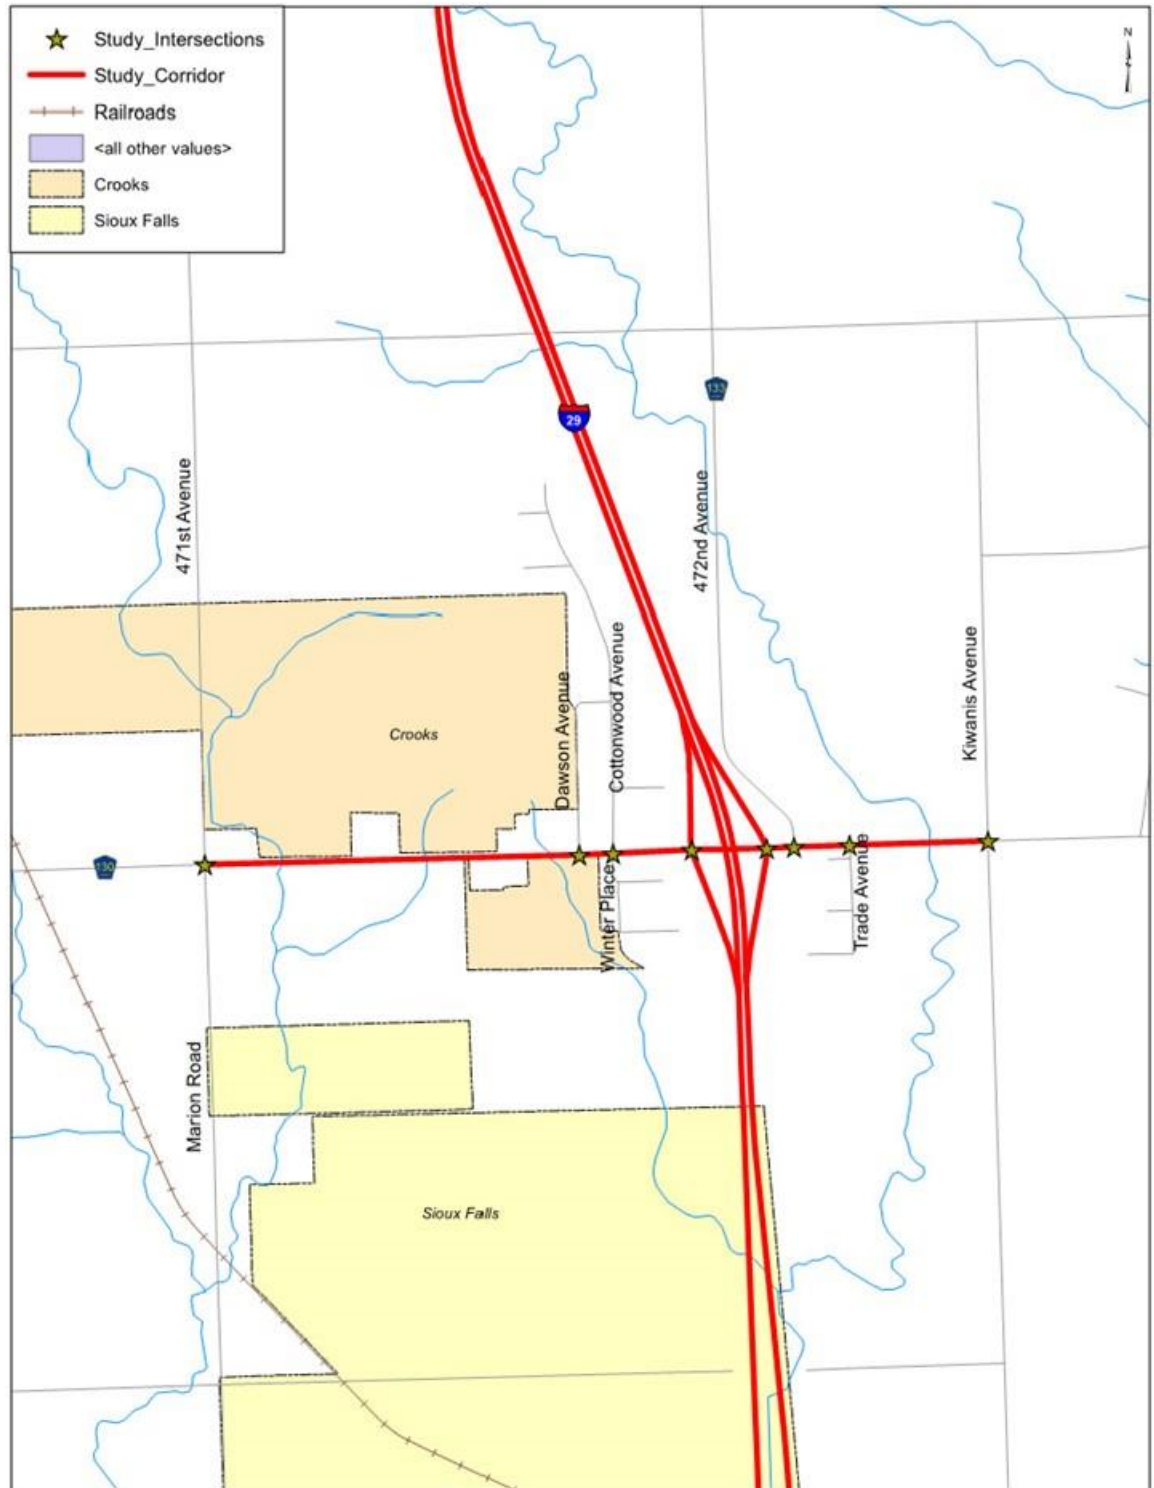 Study_Intersections
Study_Corridor
Railroads
<all other values>
Crooks
Sioux Falls
N
133
29
471st Avenue
472nd Avenue
Cottonwood Avenue
Kiwanis Avenue
Dawson Avenue
Crooks
130
Winter Place
Trade Avenue
Marion Road
Sioux Falls